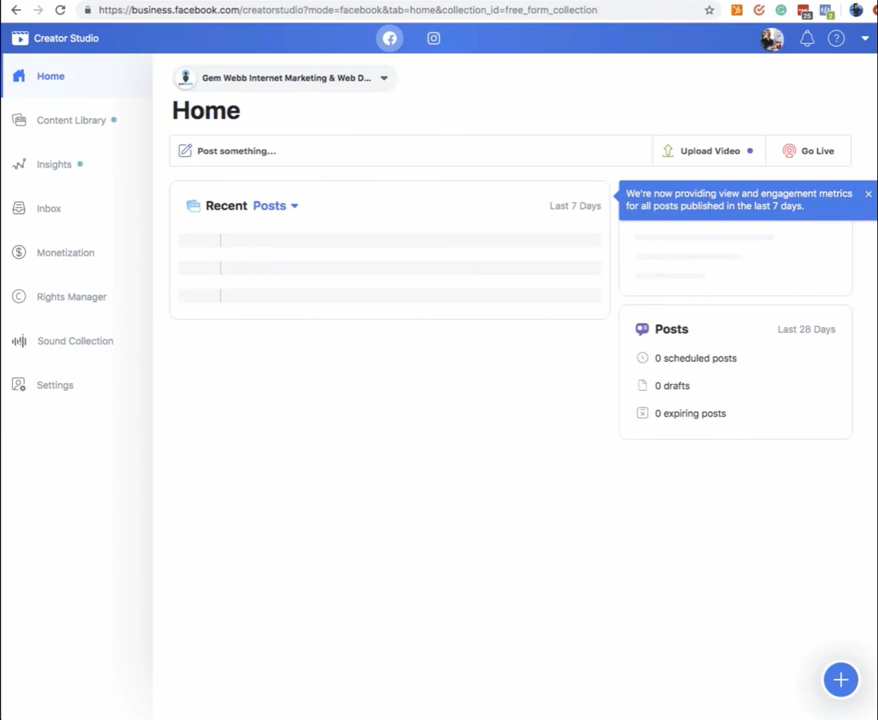 https://business.facebook.com/creatorstudio?mode=facebook&tab=home&collection_id=free_form_collection
25
Creator Studio
Home
Content Library
Insights
Inbox
Monetization
Rights Manager
Sound Collection
Settings
Gem Webb Internet Marketing & Web D...
Home
Post something...
Upload Video
Go Live
Recent Posts
Last 7 Days
We're now providing view and engagement metrics
for all posts published in the last 7 days.
Posts
Last 28 Days
0 scheduled posts
0 drafts
0 expiring posts